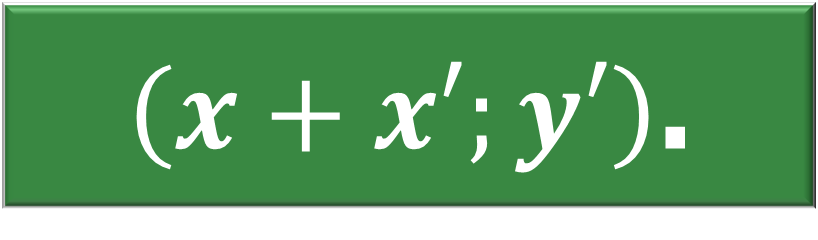 (x + x′; y′).